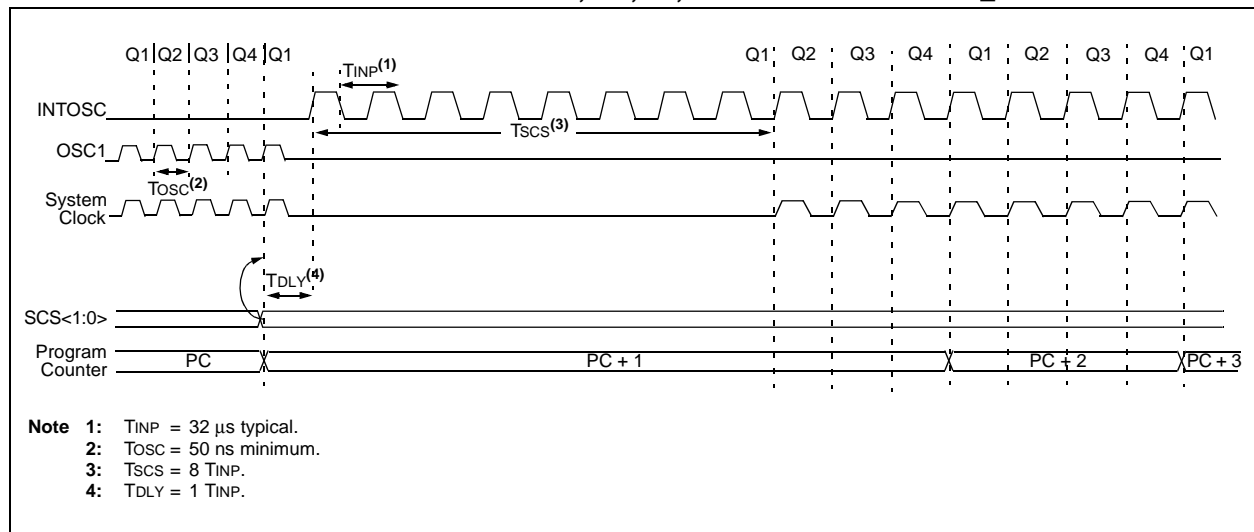 Q1 Q2 Q3 Q4 Q1 Q1 Q2 Q3 Q4 Q1 Q2 Q3 Q4 Q1
TINP(1)
INTOSC
TSCS(3)
OSC1
TOSC(2)
System
Clock
TDLY(4)
SCS<1:0>
Program
Counter
PC PC + 1 PC + 2 PC + 3
Note 1: TINP = 32 μs typical.
2: TOSC = 50 ns minimum.
3: TSCS = 8 TINP.
4: TDLY = 1 TINP.